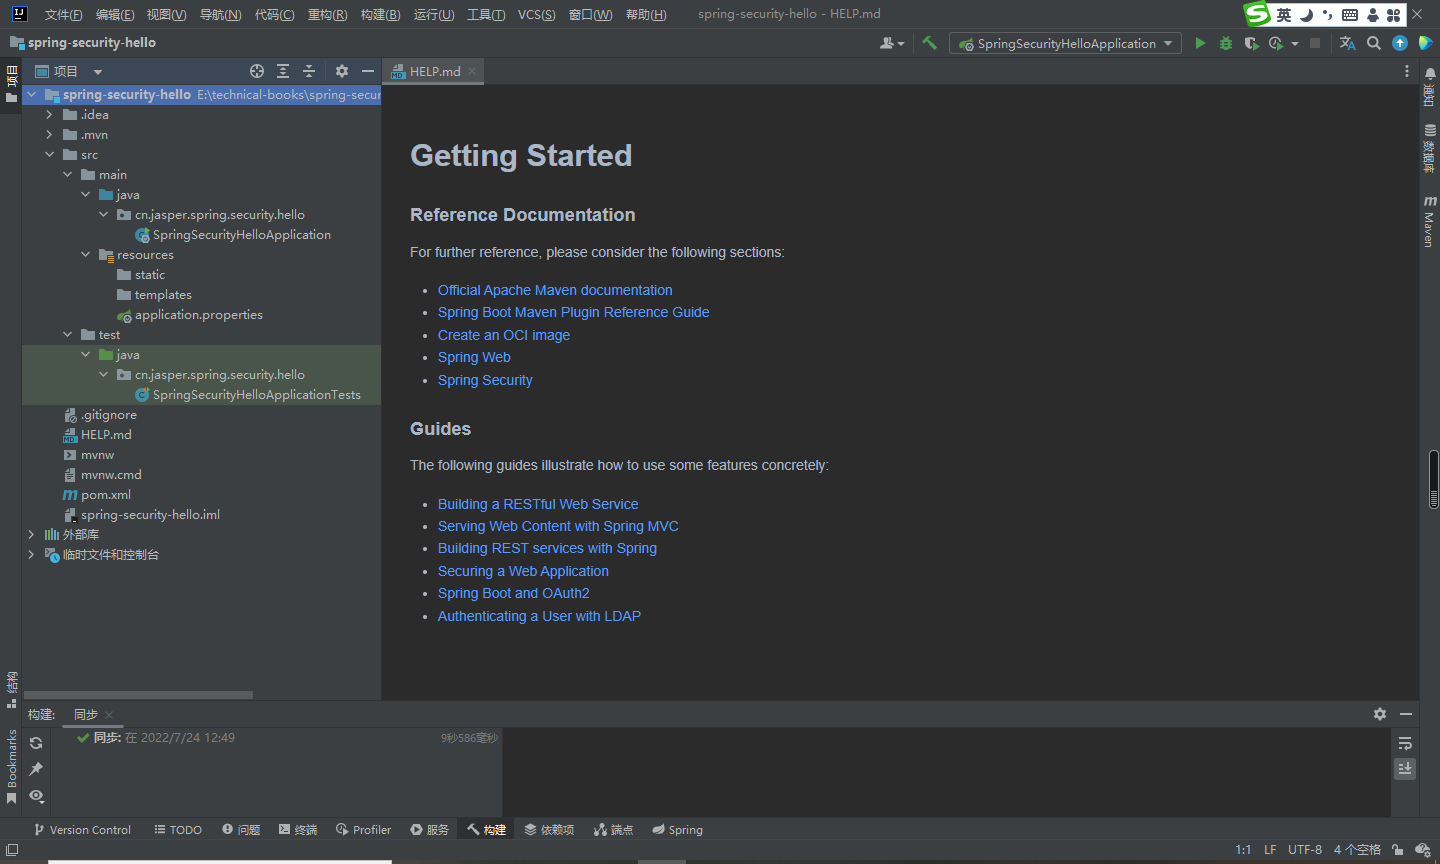 文件(F) 编辑(E) 视图(V) 导航(N) 代码(C) 重构(R) 构建(B) 运行(U) 工具(T) VCS(S) 窗口(W) 帮助(H) spring-security-hello - HELP.md
英
spring-security-hello
SpringSecurityHelloApplication
项目
项目
HELP.md
spring-security-hello E:\technical-books\spring-secur
.idea
.mvn
src
main
java
cn.jasper.spring.security.hello
SpringSecurityHelloApplication
resources
static
templates
application.properties
test
java
cn.jasper.spring.security.hello
SpringSecurityHelloApplicationTests
.gitignore
HELP.md
mvnw
mvnw.cmd
pom.xml
spring-security-hello.iml
外部库
临时文件和控制台
Getting Started
Reference Documentation
For further reference, please consider the following sections:
• Official Apache Maven documentation
• Spring Boot Maven Plugin Reference Guide
• Create an OCI image
• Spring Web
• Spring Security
Guides
The following guides illustrate how to use some features concretely:
• Building a RESTful Web Service
• Serving Web Content with Spring MVC
• Building REST services with Spring
• Securing a Web Application
• Spring Boot and OAuth2
• Authenticating a User with LDAP
通知
数据库
Maven
结构
Bookmarks
构建: 同步
同步: 在 2022/7/24 12:49 9秒586毫秒
Version Control TODO 问题 终端 Profiler 服务 构建 依赖项 端点 Spring
1:1 LF UTF-8 4 个空格